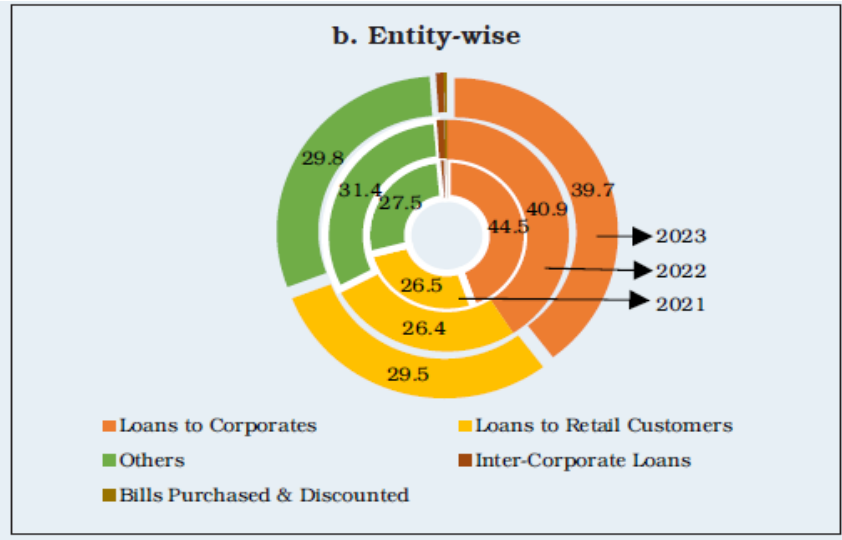 b. Entity-wise
29.8
31.4
27.5
39.7
40.9
44.5
2023
2022
2021
26.5
26.4
29.5
Loans to Corporates
Loans to Retail Customers
Others
Inter-Corporate Loans
Bills Purchased & Discounted